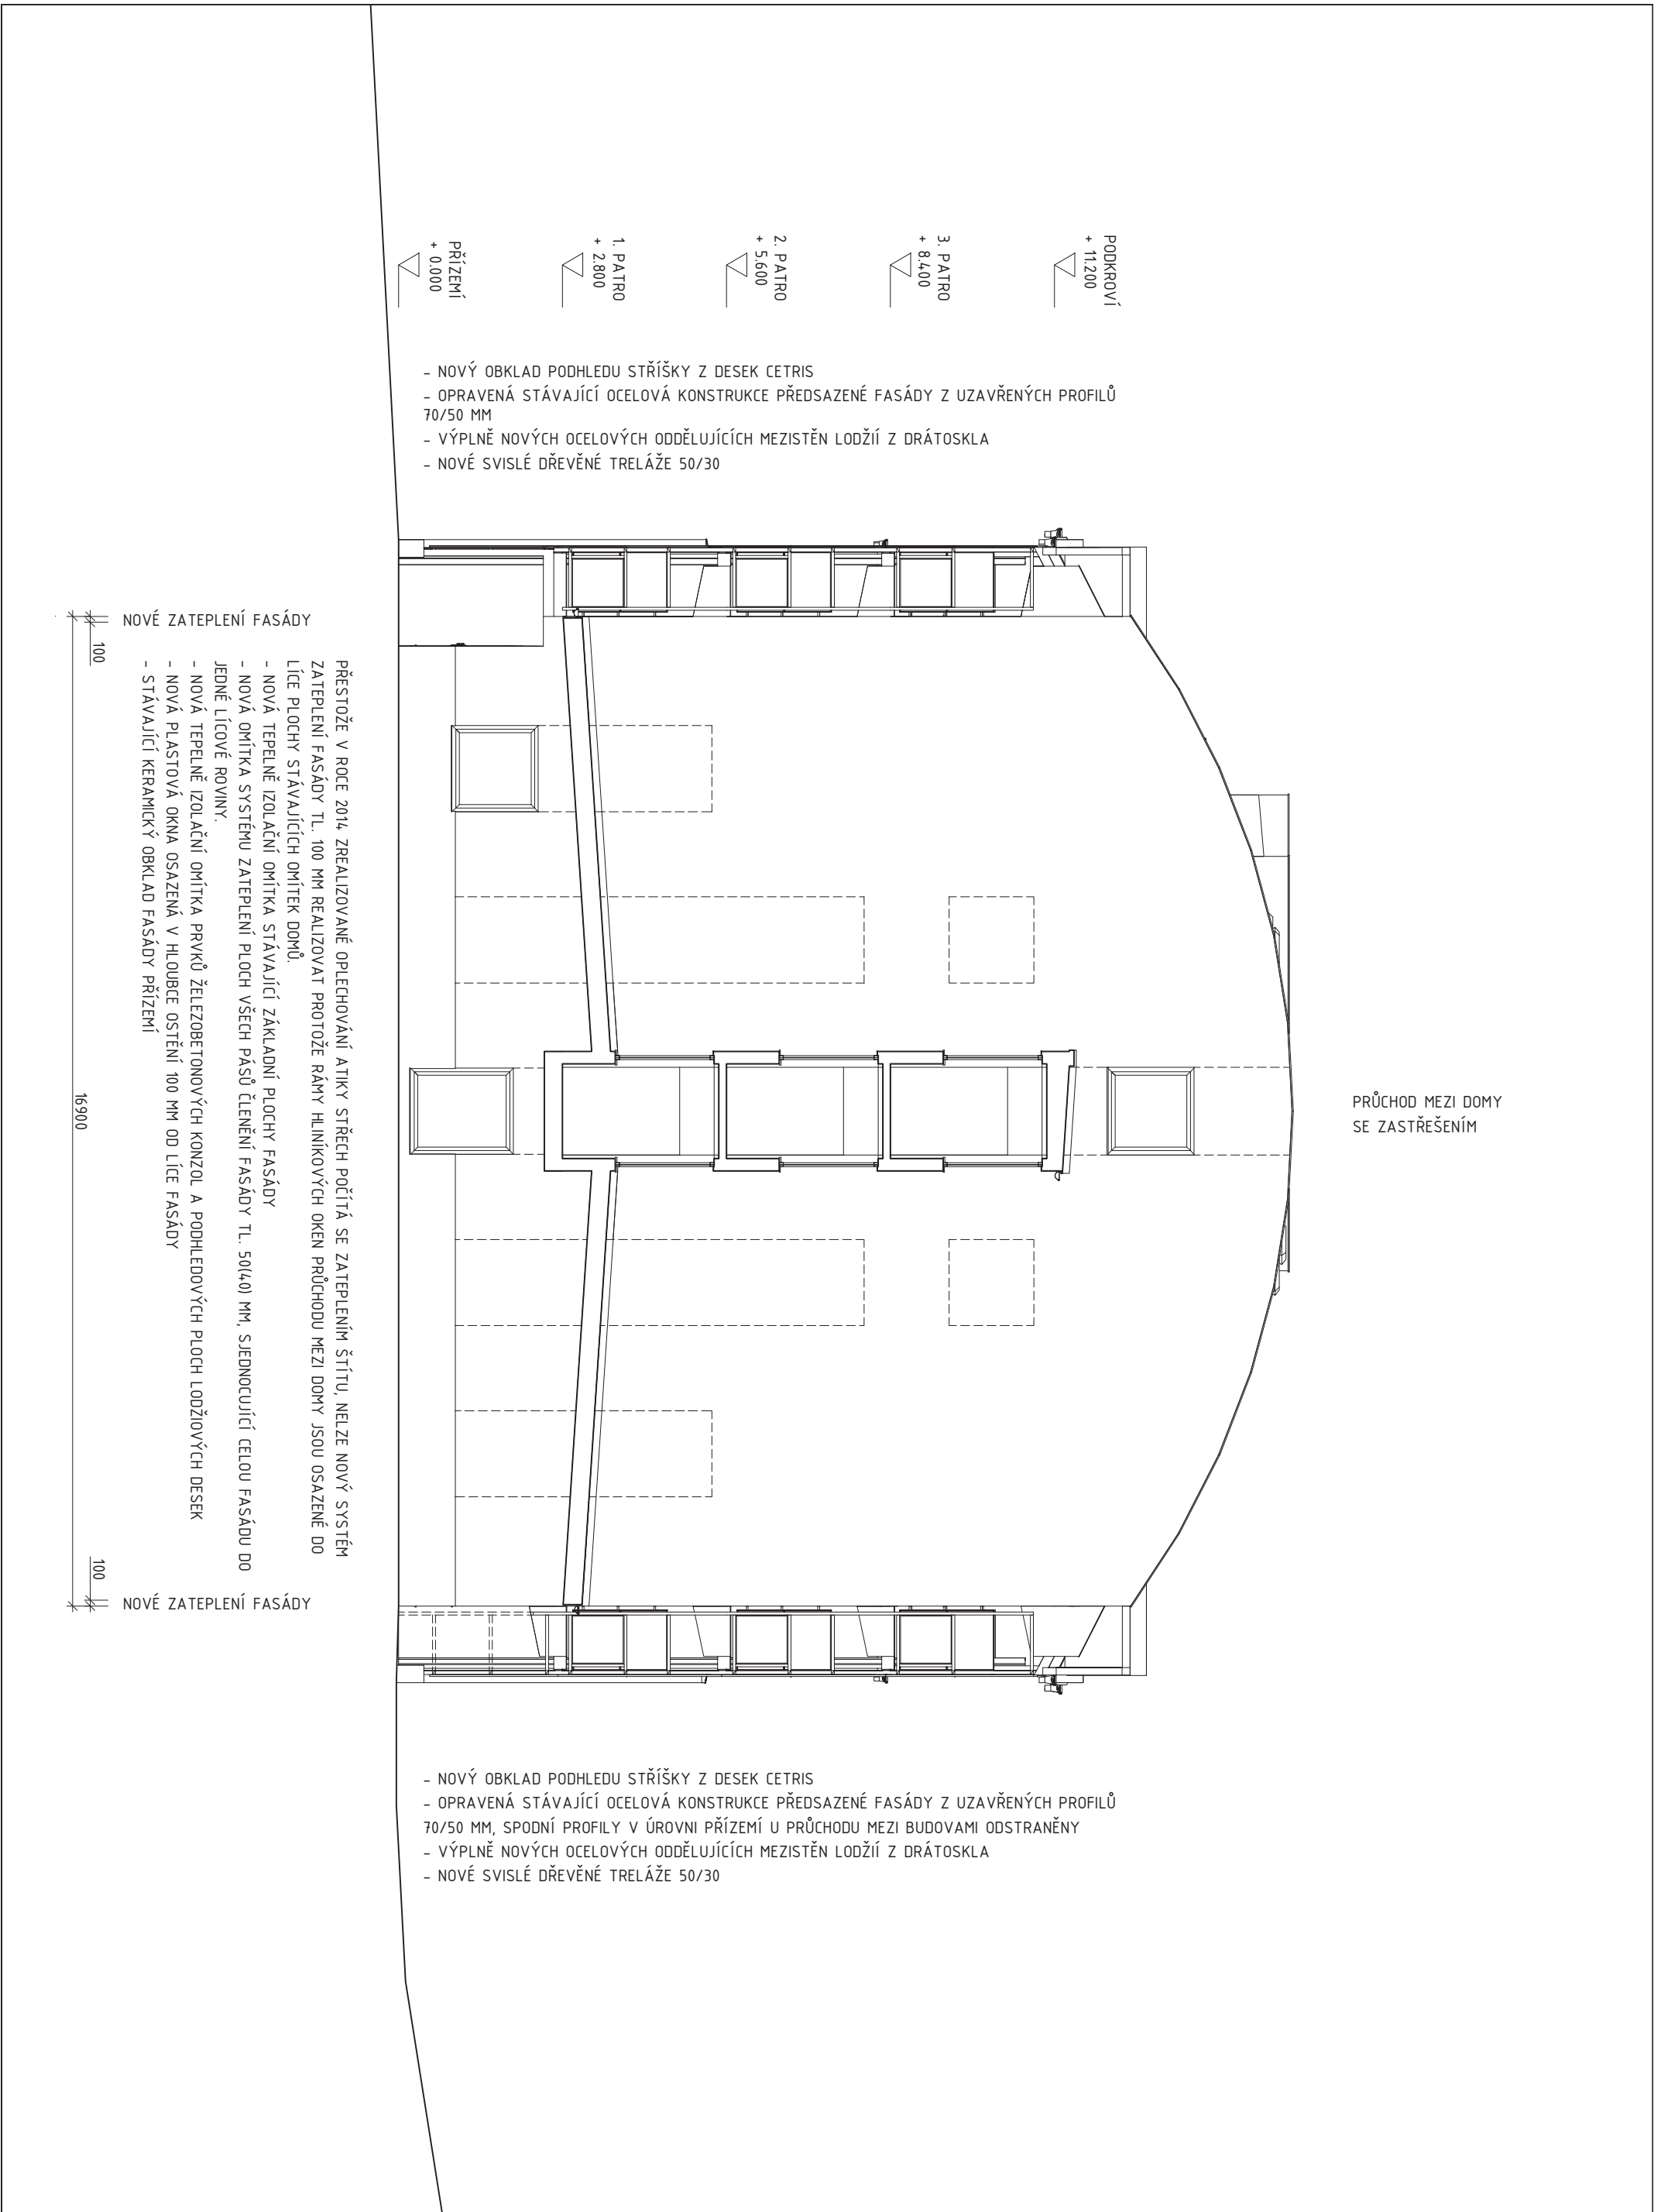 PODKROVÍ
+ 11.200
3. PATRO
+ 8.400
2. PATRO
+ 5.600
1. PATRO
+ 2.800
PŘÍZEMÍ
+ 0.000
- NOVÝ OBKLAD PODHLEDU STŘÍŠKY Z DESEK CETRIS
- OPRAVENÁ STÁVAJÍCÍ OCELOVÁ KONSTRUKCE PŘEDSAZENÉ FASÁDY Z UZAVŘENÝCH PROFILŮ
70/50 MM
- VÝPLNĚ NOVÝCH OCELOVÝCH ODDĚLUJÍCÍCH MEZISTĚN LODŽIÍ Z DRÁTOSKLA
- NOVÉ SVISLÉ DŘEVĚNÉ TRELÁŽE 50/30
PRŮCHOD MEZI DOMY
SE ZASTŘEŠENÍM
NOVÉ ZATEPLENÍ FASÁDY
100
PŘESTOŽE V ROCE 2014 ZREALIZOVANÉ OPLECHOVÁNÍ ATIKY STŘECH POČÍTÁ SE ZATEPLENÍM ŠTÍTU, NELZE NOVÝ SYSTÉM
ZATEPLENÍ FASÁDY TL. 100 MM REALIZOVAT PROTOŽE RÁMY HLINÍKOVÝCH OKEN PRŮCHODU MEZI DOMY JSOU OSAZENÉ DO
LÍCE PLOCHY STÁVAJÍCÍCH OMÍTEK DOMŮ.
- NOVÁ TEPELNĚ IZOLAČNÍ OMÍTKA STÁVAJÍCÍ ZÁKLADNÍ PLOCHY FASÁDY
- NOVÁ OMÍTKA SYSTÉMU ZATEPLENÍ PLOCH VŠECH PÁSŮ ČLENĚNÍ FASÁDY TL. 50(40) MM, SJEDNOCUJÍCÍ CELOU FASÁDU DO
JEDNÉ LÍCOVÉ ROVINY.
- NOVÁ TEPELNĚ IZOLAČNÍ OMÍTKA PRVKŮ ŽELEZOBETONOVÝCH KONZOL A PODHLEDOVÝCH PLOCH LODŽIOVÝCH DESEK
- NOVÁ PLASTOVÁ OKNA OSAZENÁ V HLOUBCE OSTĚNÍ 100 MM OD LÍCE FASÁDY
- STÁVAJÍCÍ KERAMICKÝ OBKLAD FASÁDY PŘÍZEMÍ
16900
100
NOVÉ ZATEPLENÍ FASÁDY
- NOVÝ OBKLAD PODHLEDU STŘÍŠKY Z DESEK CETRIS
- OPRAVENÁ STÁVAJÍCÍ OCELOVÁ KONSTRUKCE PŘEDSAZENÉ FASÁDY Z UZAVŘENÝCH PROFILŮ
70/50 MM, SPODNÍ PROFILY V ÚROVNI PŘÍZEMÍ U PRŮCHODU MEZI BUDOVAMI ODSTRANĚNY
- VÝPLNĚ NOVÝCH OCELOVÝCH ODDĚLUJÍCÍCH MEZISTĚN LODŽIÍ Z DRÁTOSKLA
- NOVÉ SVISLÉ DŘEVĚNÉ TRELÁŽE 50/30